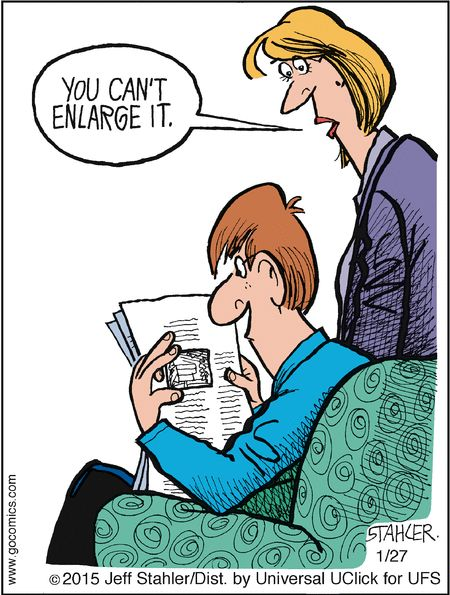 YOU CAN'T
ENLARGE IT.
STAHLER.
1/27
www.gocomics.com
©2015 Jeff Stahler/Dist. by Universal UClick for UFS